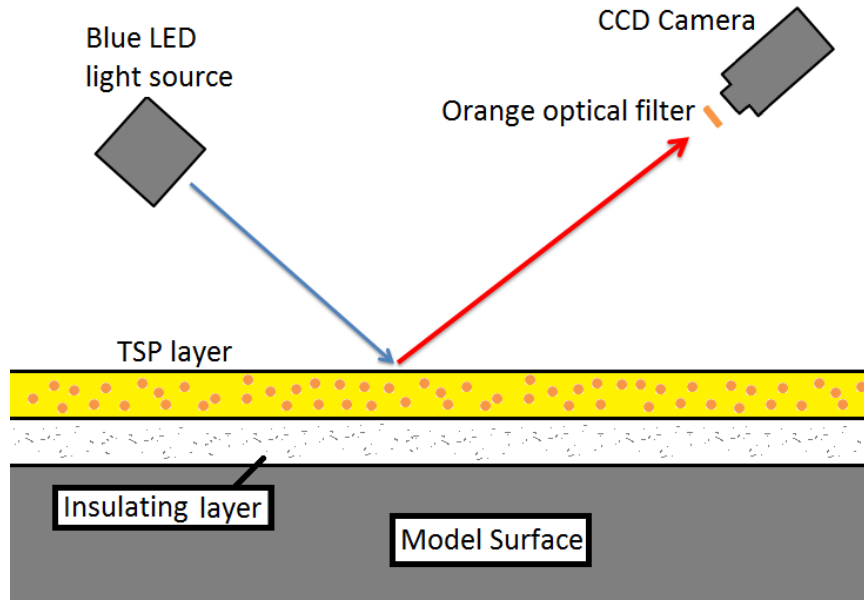 Blue LED
light source
CCD Camera
Orange optical filter
TSP layer
Insulating layer
Model Surface